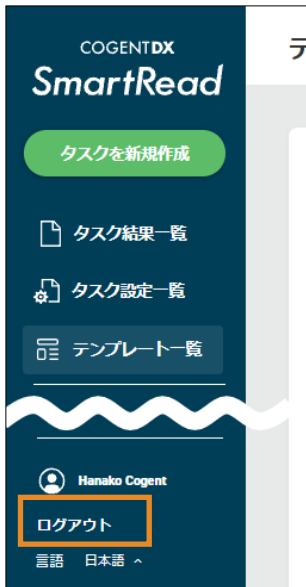 COGENTDX
SmartRead
タスクを新規作成
タスク結果一覧
タスク設定一覧
テンプレート一覧
Hanako Cogent
ログアウト
言語 日本語